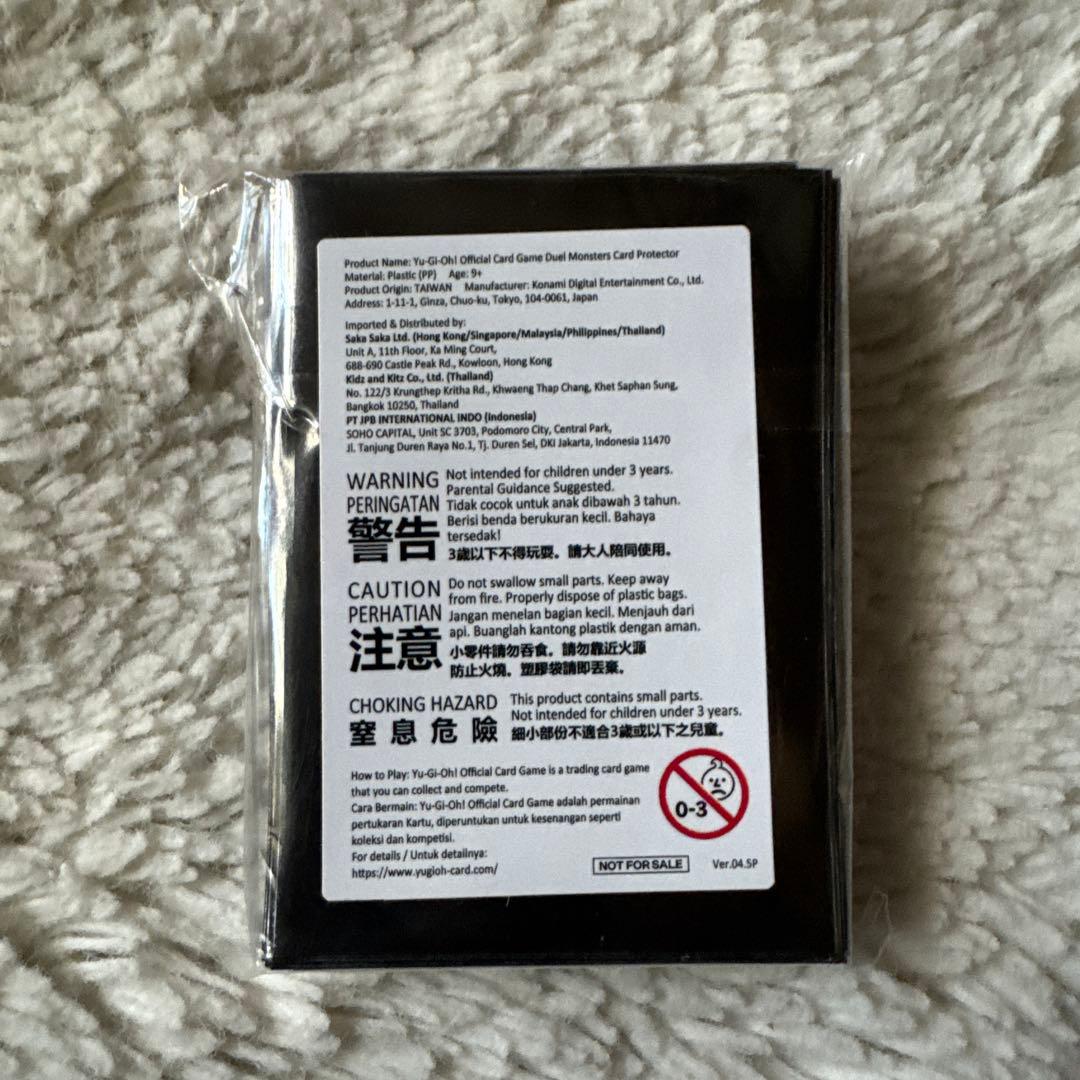 Product Name: Yu-Gi-Oh! Official Card Game Duel Monsters Card Protector
Material: Plastic (PP) Age: 9+
Product Origin: TAIWAN Manufacturer: Konami Digital Entertainment Co., Ltd.
Address: 1-11-1, Ginza, Chuo-ku, Tokyo, 104-0061, Japan
Imported & Distributed by:
Saka Saka Ltd. (Hong Kong/Singapore/Malaysia/Philippines/Thailand)
Unit A, 11th Floor, Ka Ming Court,
688-690 Castle Peak Rd., Kowloon, Hong Kong
Kidz and Kitz Co., Ltd. (Thailand)
No. 122/3 Krungthep Kritha Rd., Khwaeng Thap Chang, Khet Saphan Sung,
Bangkok 10250, Thailand
PT JPB INTERNATIONAL INDO (Indonesia)
SOHO CAPITAL, Unit SC 3703, Podomoro City, Central Park,
Jl. Tanjung Duren Raya No.1, Tj. Duren Sel, DKI Jakarta, Indonesia 11470
WARNING
PERINGATAN
警告
Not intended for children under 3 years.
Parental Guidance Suggested.
Tidak cocok untuk anak dibawah 3 tahun.
Berisi benda berukuran kecil. Bahaya
tersedak!
3歲以下不得玩耍。請大人陪同使用。
CAUTION
PERHATIAN
注意
Do not swallow small parts. Keep away
from fire. Properly dispose of plastic bags.
Jangan menelan bagian kecil. Menjauh dari
api. Buanglah kantong plastik dengan aman.
小零件請勿吞食。請勿靠近火源
防止火燒。塑膠袋請即丟棄。
CHOKING HAZARD
窒息危險
This product contains small parts.
Not intended for children under 3 years.
細小部份不適合3歲或以下之兒童。
How to Play: Yu-Gi-Oh! Official Card Game is a trading card game
that you can collect and compete.
Cara Bermain: Yu-Gi-Oh! Official Card Game adalah permainan
pertukaran Kartu, diperuntukan untuk kesenangan seperti
koleksi dan kompetisi.
For details / Untuk detailnya:
https://www.yugioh-card.com/
0-3
NOT FOR SALE
Ver.04.SP